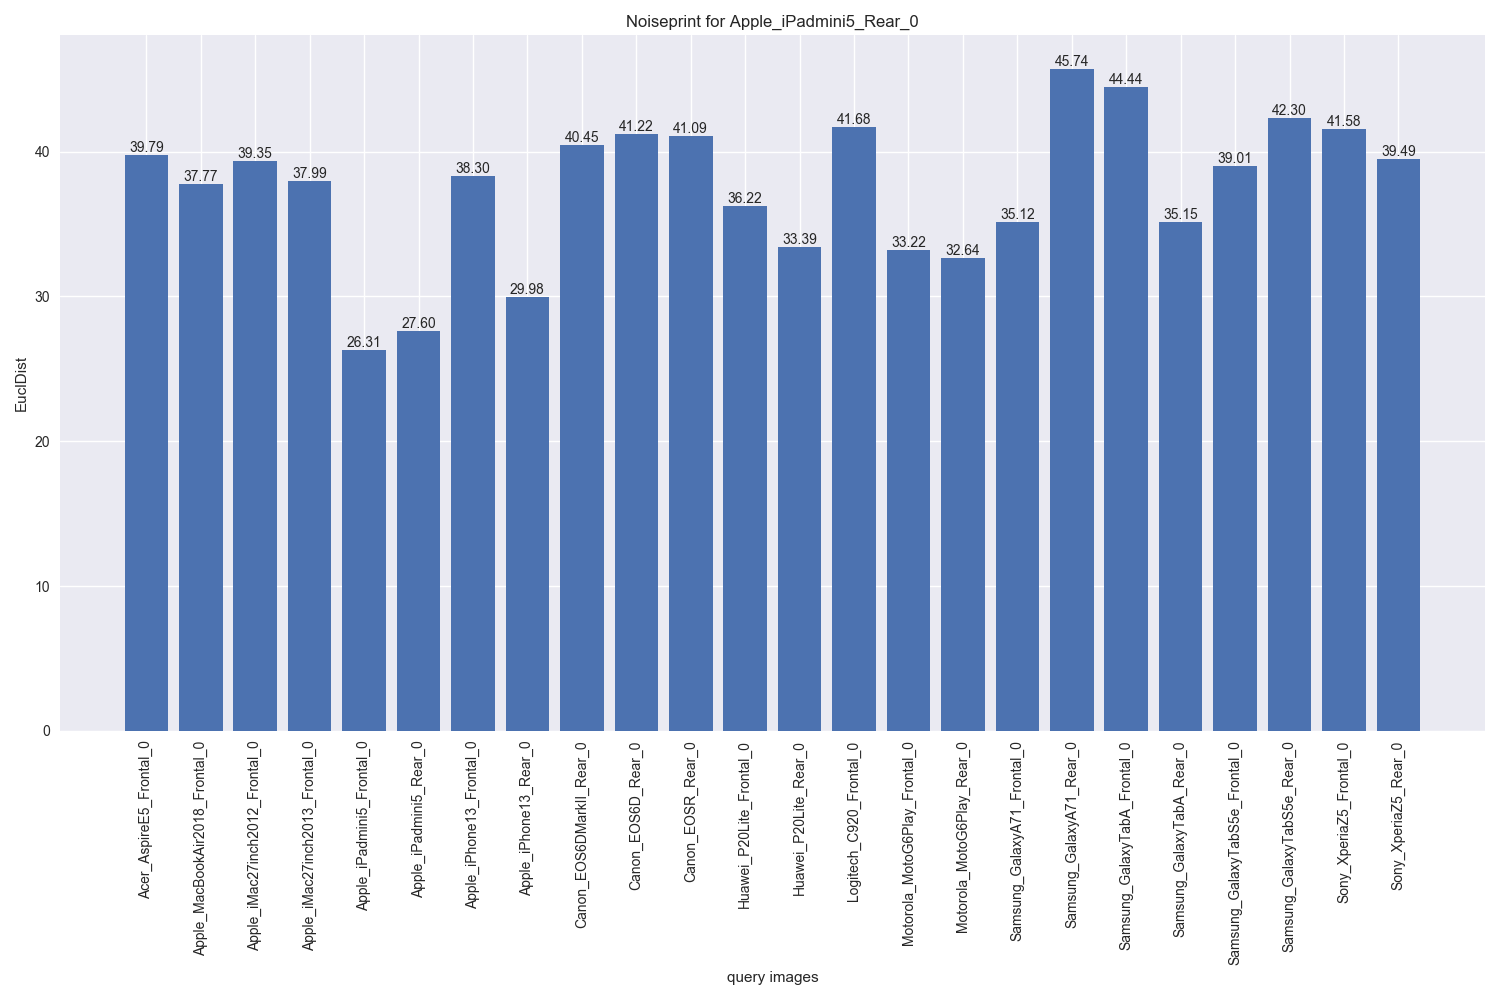 Noiseprint for Apple_iPadmini5_Rear_0
EuclDist
40
30
20
10
0
39.79
37.77
39.35
37.99
26.31
27.60
38.30
29.98
40.45
41.22
41.09
36.22
33.39
41.68
33.22
32.64
35.12
45.74
44.44
35.15
39.01
42.30
41.58
39.49
Acer_AspireE5_Frontal_0
Apple_MacBookAir2018_Frontal_0
Apple_iMac27inch2012_Frontal_0
Apple_iMac27inch2013_Frontal_0
Apple_iPadmini5_Frontal_0
Apple_iPadmini5_Rear_0
Apple_iPhone13_Frontal_0
Apple_iPhone13_Rear_0
Canon_EOS6DMarkII_Rear_0
Canon_EOS6D_Rear_0
Canon_EOSR_Rear_0
Huawei_P20Lite_Frontal_0
Huawei_P20Lite_Rear_0
Logitech_C920_Frontal_0
Motorola_MotoG6Play_Frontal_0
Motorola_MotoG6Play_Rear_0
Samsung_GalaxyA71_Frontal_0
Samsung_GalaxyA71_Rear_0
Samsung_GalaxyTabA_Frontal_0
Samsung_GalaxyTabA_Rear_0
Samsung_GalaxyTabS5e_Frontal_0
Samsung_GalaxyTabS5e_Rear_0
Sony_XperiaZ5_Frontal_0
Sony_XperiaZ5_Rear_0
query images